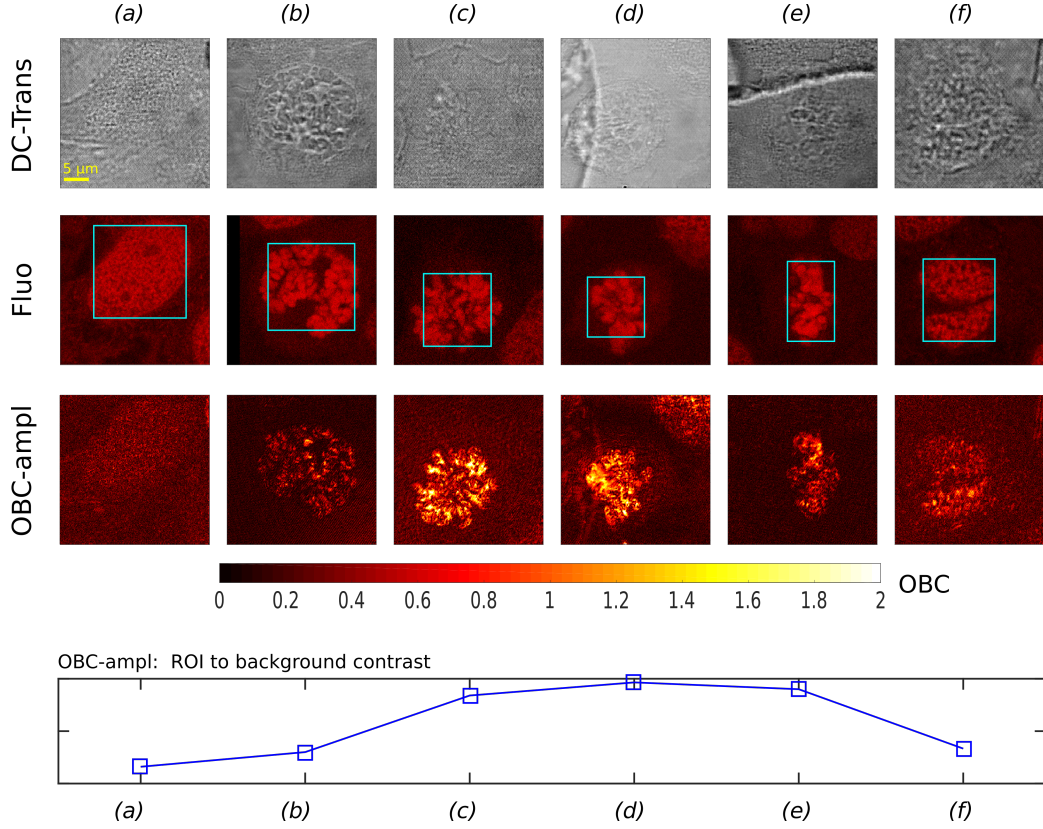 (a) (b) (c) (d) (e) (f)
DC-Trans
5 μm
Fluo
OBC-ampl
0 0.2 0.4 0.6 0.8 1 1.2 1.4 1.6 1.8 2
OBC
OBC-ampl: ROI to background contrast
(a) (b) (c) (d) (e) (f)